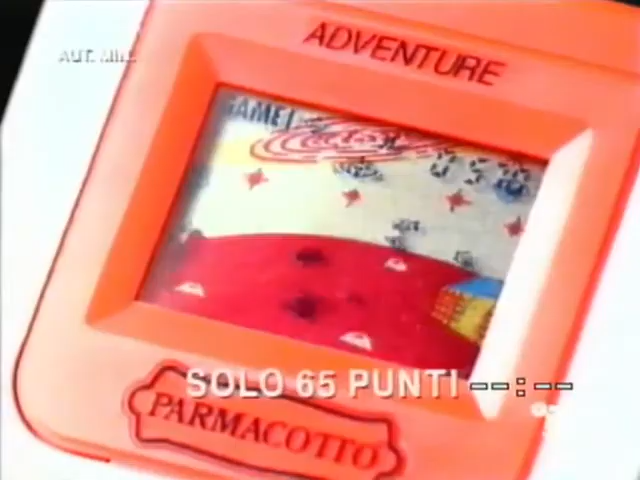 AUT. MIN.
ADVENTURE
GAME
SOLO 65 PUNTI --:--
PARMACOTTO